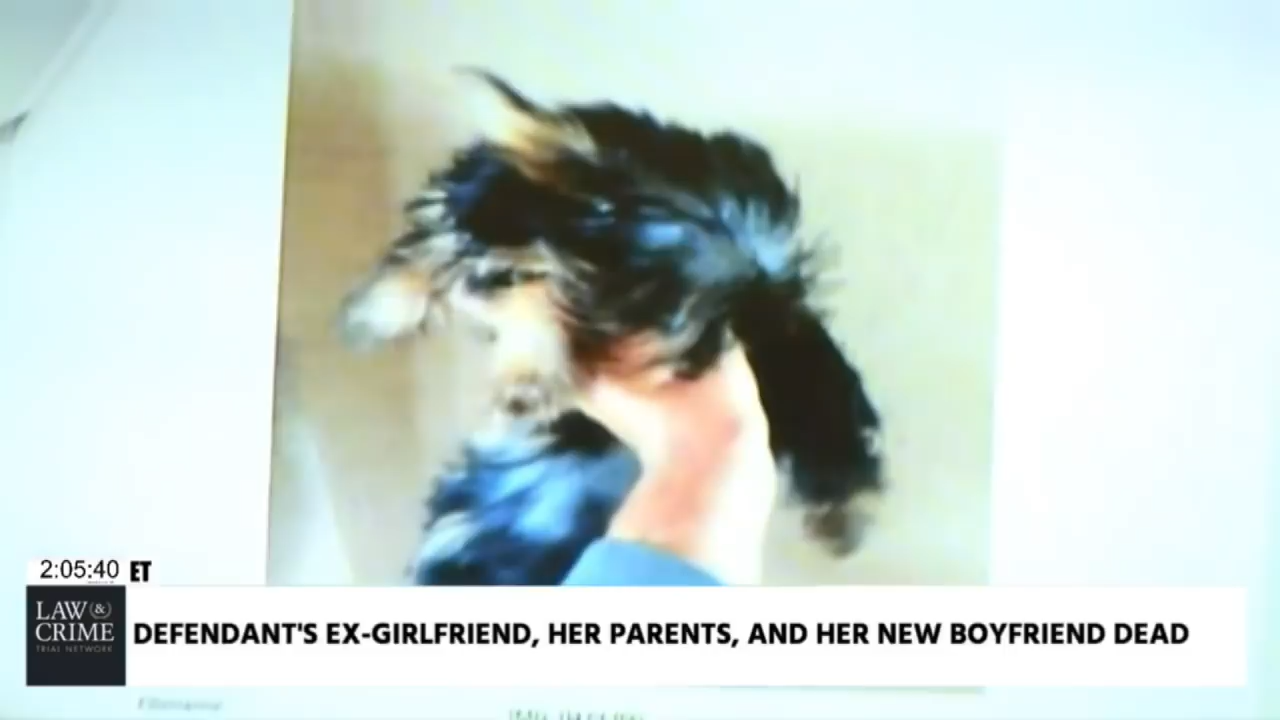 2:05:40 ET
LAW &
CRIME
TRIAL NETWORK
DEFENDANT'S EX-GIRLFRIEND, HER PARENTS, AND HER NEW BOYFRIEND DEAD